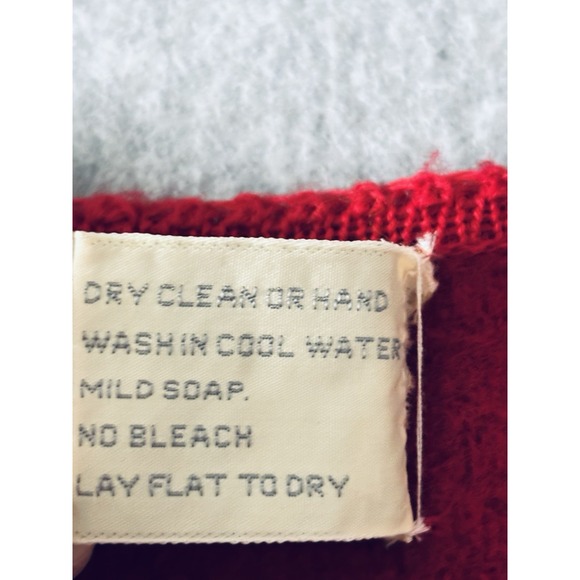 DRY CLEAN OR HAND
WASH IN COOL WATER
MILD SOAP.
NO BLEACH
LAY FLAT TO DRY